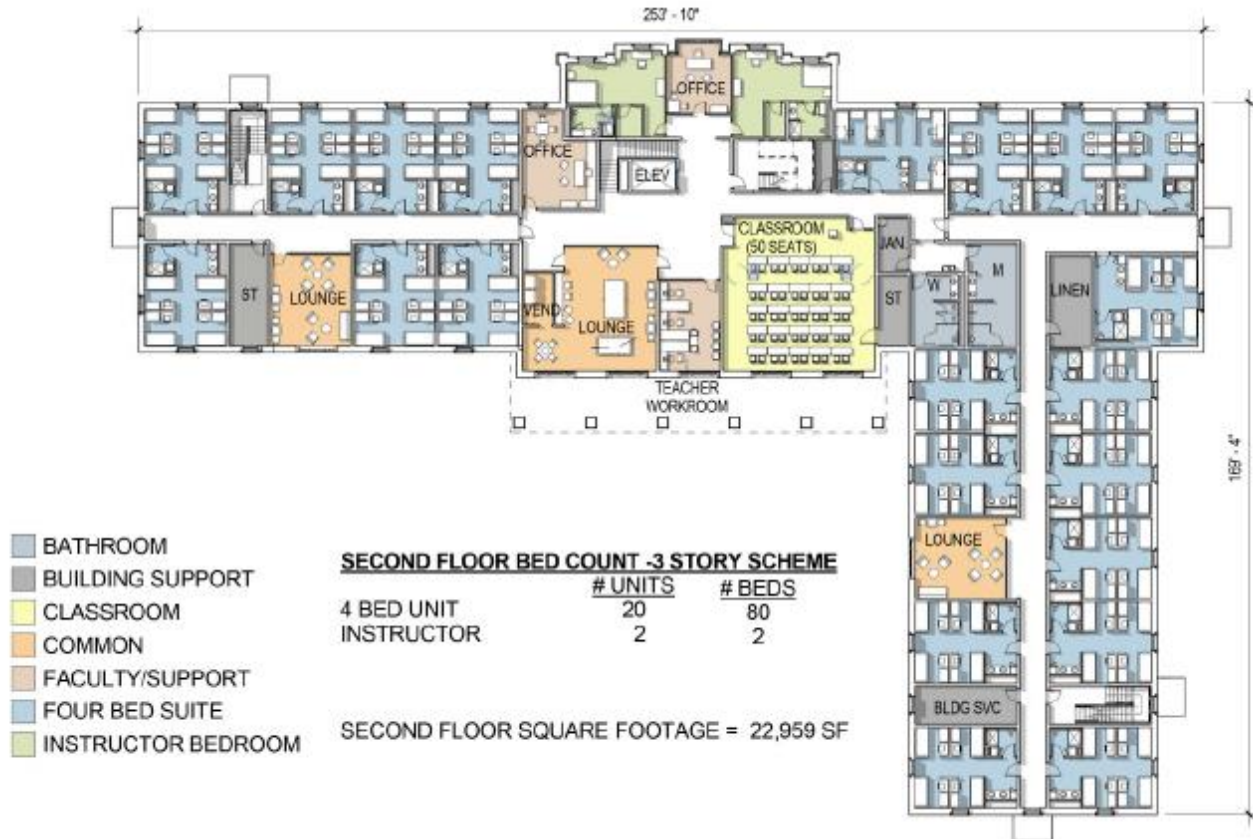 253' - 10"
OFFICE
OFFICE
ELEV
CLASSROOM
(50 SEATS)
JAN.
M
W
ST
LOUNGE
VEND
LOUNGE
ST
LINEN
TEACHER
WORKROOM
169' - 4"
LOUNGE
BLDG SVC
BATHROOM
BUILDING SUPPORT
CLASSROOM
COMMON
FACULTY/SUPPORT
FOUR BED SUITE
INSTRUCTOR BEDROOM
SECOND FLOOR BED COUNT -3 STORY SCHEME
# UNITS # BEDS
4 BED UNIT 20 80
INSTRUCTOR 2 2
SECOND FLOOR SQUARE FOOTAGE = 22,959 SF